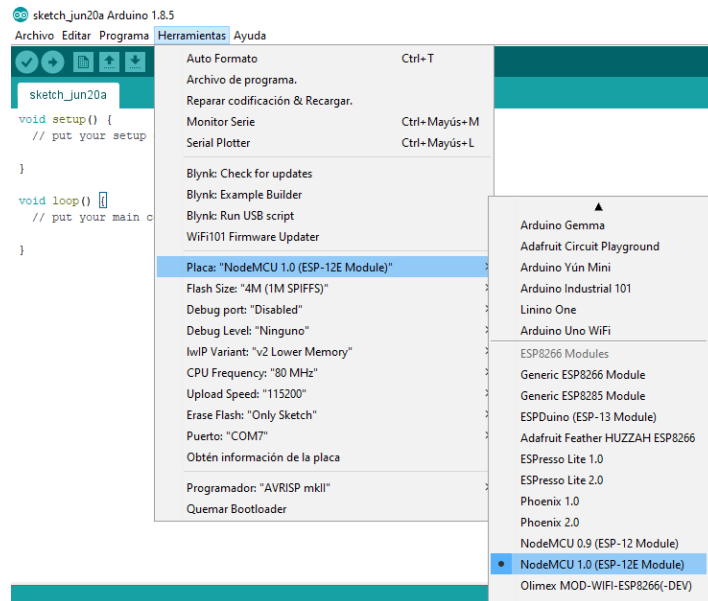 sketch_jun20a Arduino 1.8.5
Archivo Editar Programa Herramientas Ayuda
sketch_jun20a
void setup() {
// put your setup
}
void loop() {
// put your main c
}
Auto Formato Ctrl+T
Archivo de programa.
Reparar codificación & Recargar.
Monitor Serie Ctrl+Mayús+M
Serial Plotter Ctrl+Mayús+L
Blynk: Check for updates
Blynk: Example Builder
Blynk: Run USB script
WiFi101 Firmware Updater
Placa: "NodeMCU 1.0 (ESP-12E Module)"
Flash Size: "4M (1M SPIFFS)"
Debug port: "Disabled"
Debug Level: "Ninguno"
lwIP Variant: "v2 Lower Memory"
CPU Frequency: "80 MHz"
Upload Speed: "115200"
Erase Flash: "Only Sketch"
Puerto: "COM7"
Obtén información de la placa
Programador: "AVRISP mkII"
Quemar Bootloader
Arduino Gemma
Adafruit Circuit Playground
Arduino Yún Mini
Arduino Industrial 101
Linino One
Arduino Uno WiFi
ESP8266 Modules
Generic ESP8266 Module
Generic ESP8285 Module
ESPDuino (ESP-13 Module)
Adafruit Feather HUZZAH ESP8266
ESPresso Lite 1.0
ESPresso Lite 2.0
Phoenix 1.0
Phoenix 2.0
NodeMCU 0.9 (ESP-12 Module)
NodeMCU 1.0 (ESP-12E Module)
Olimex MOD-WIFI-ESP8266(-DEV)